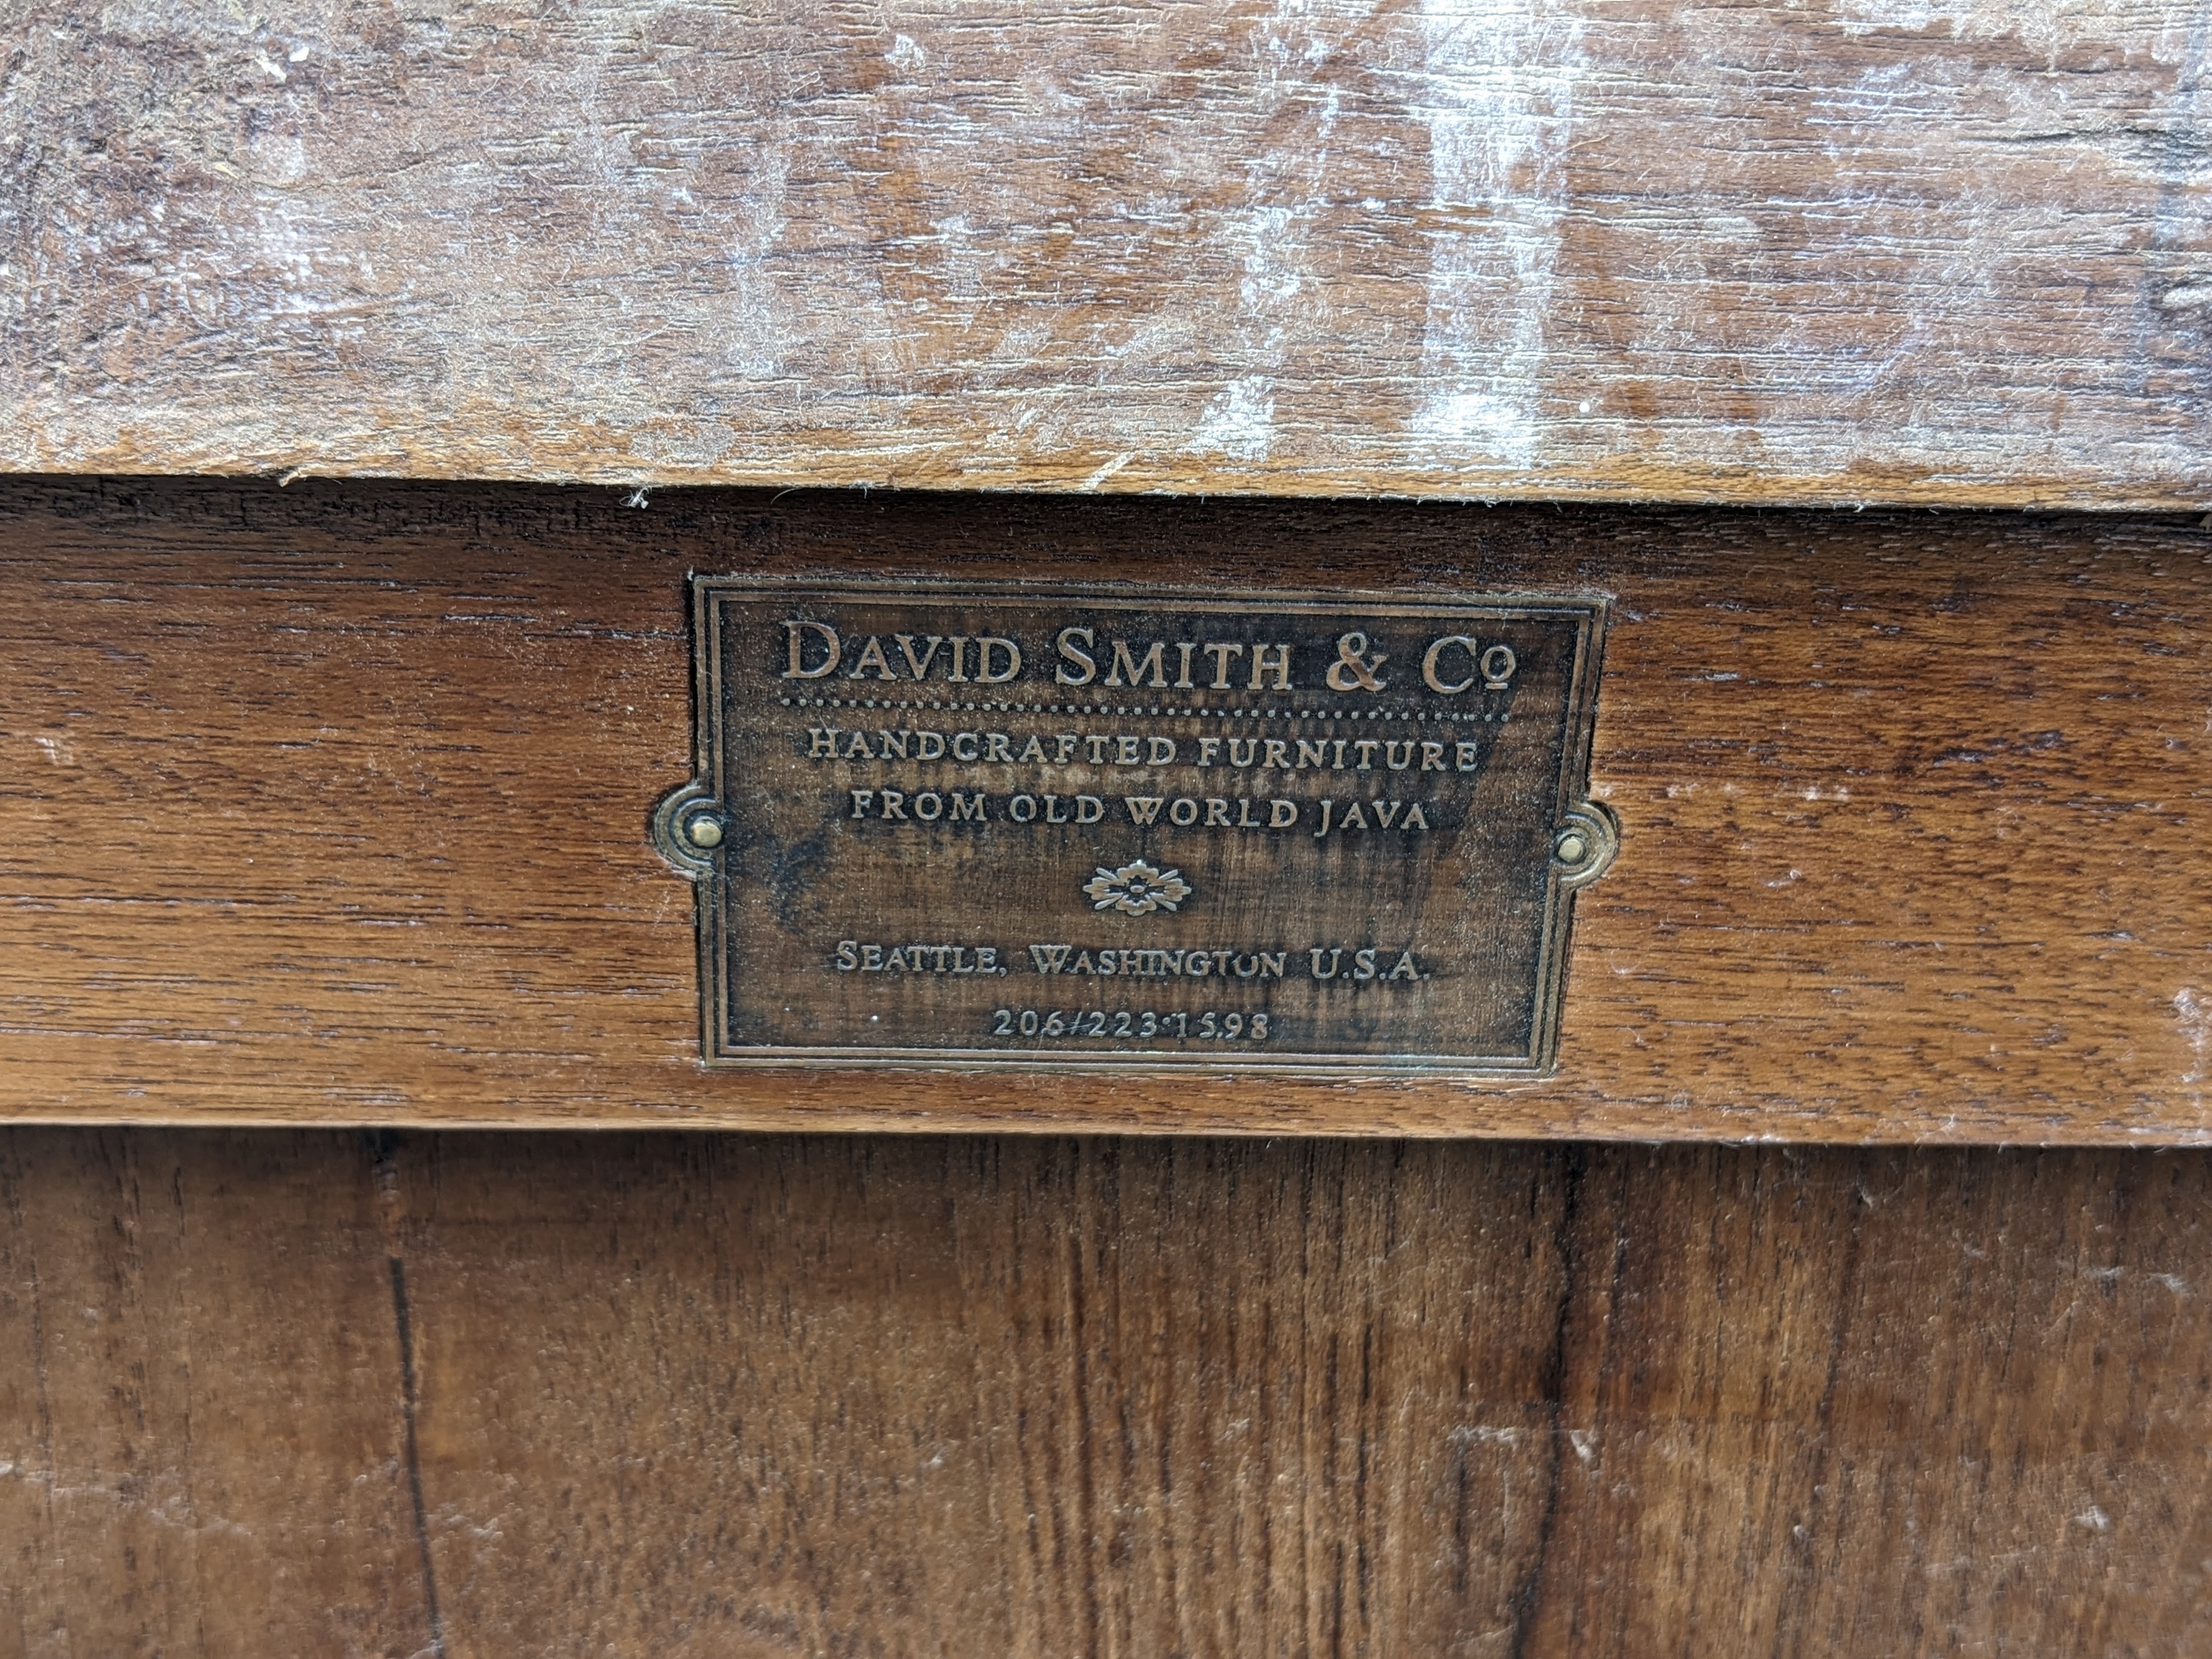 DAVID SMITH & Cº
HANDCRAFTED FURNITURE
FROM OLD WORLD JAVA
SEATTLE, WASHINGTON U.S.A.
206/223·1598